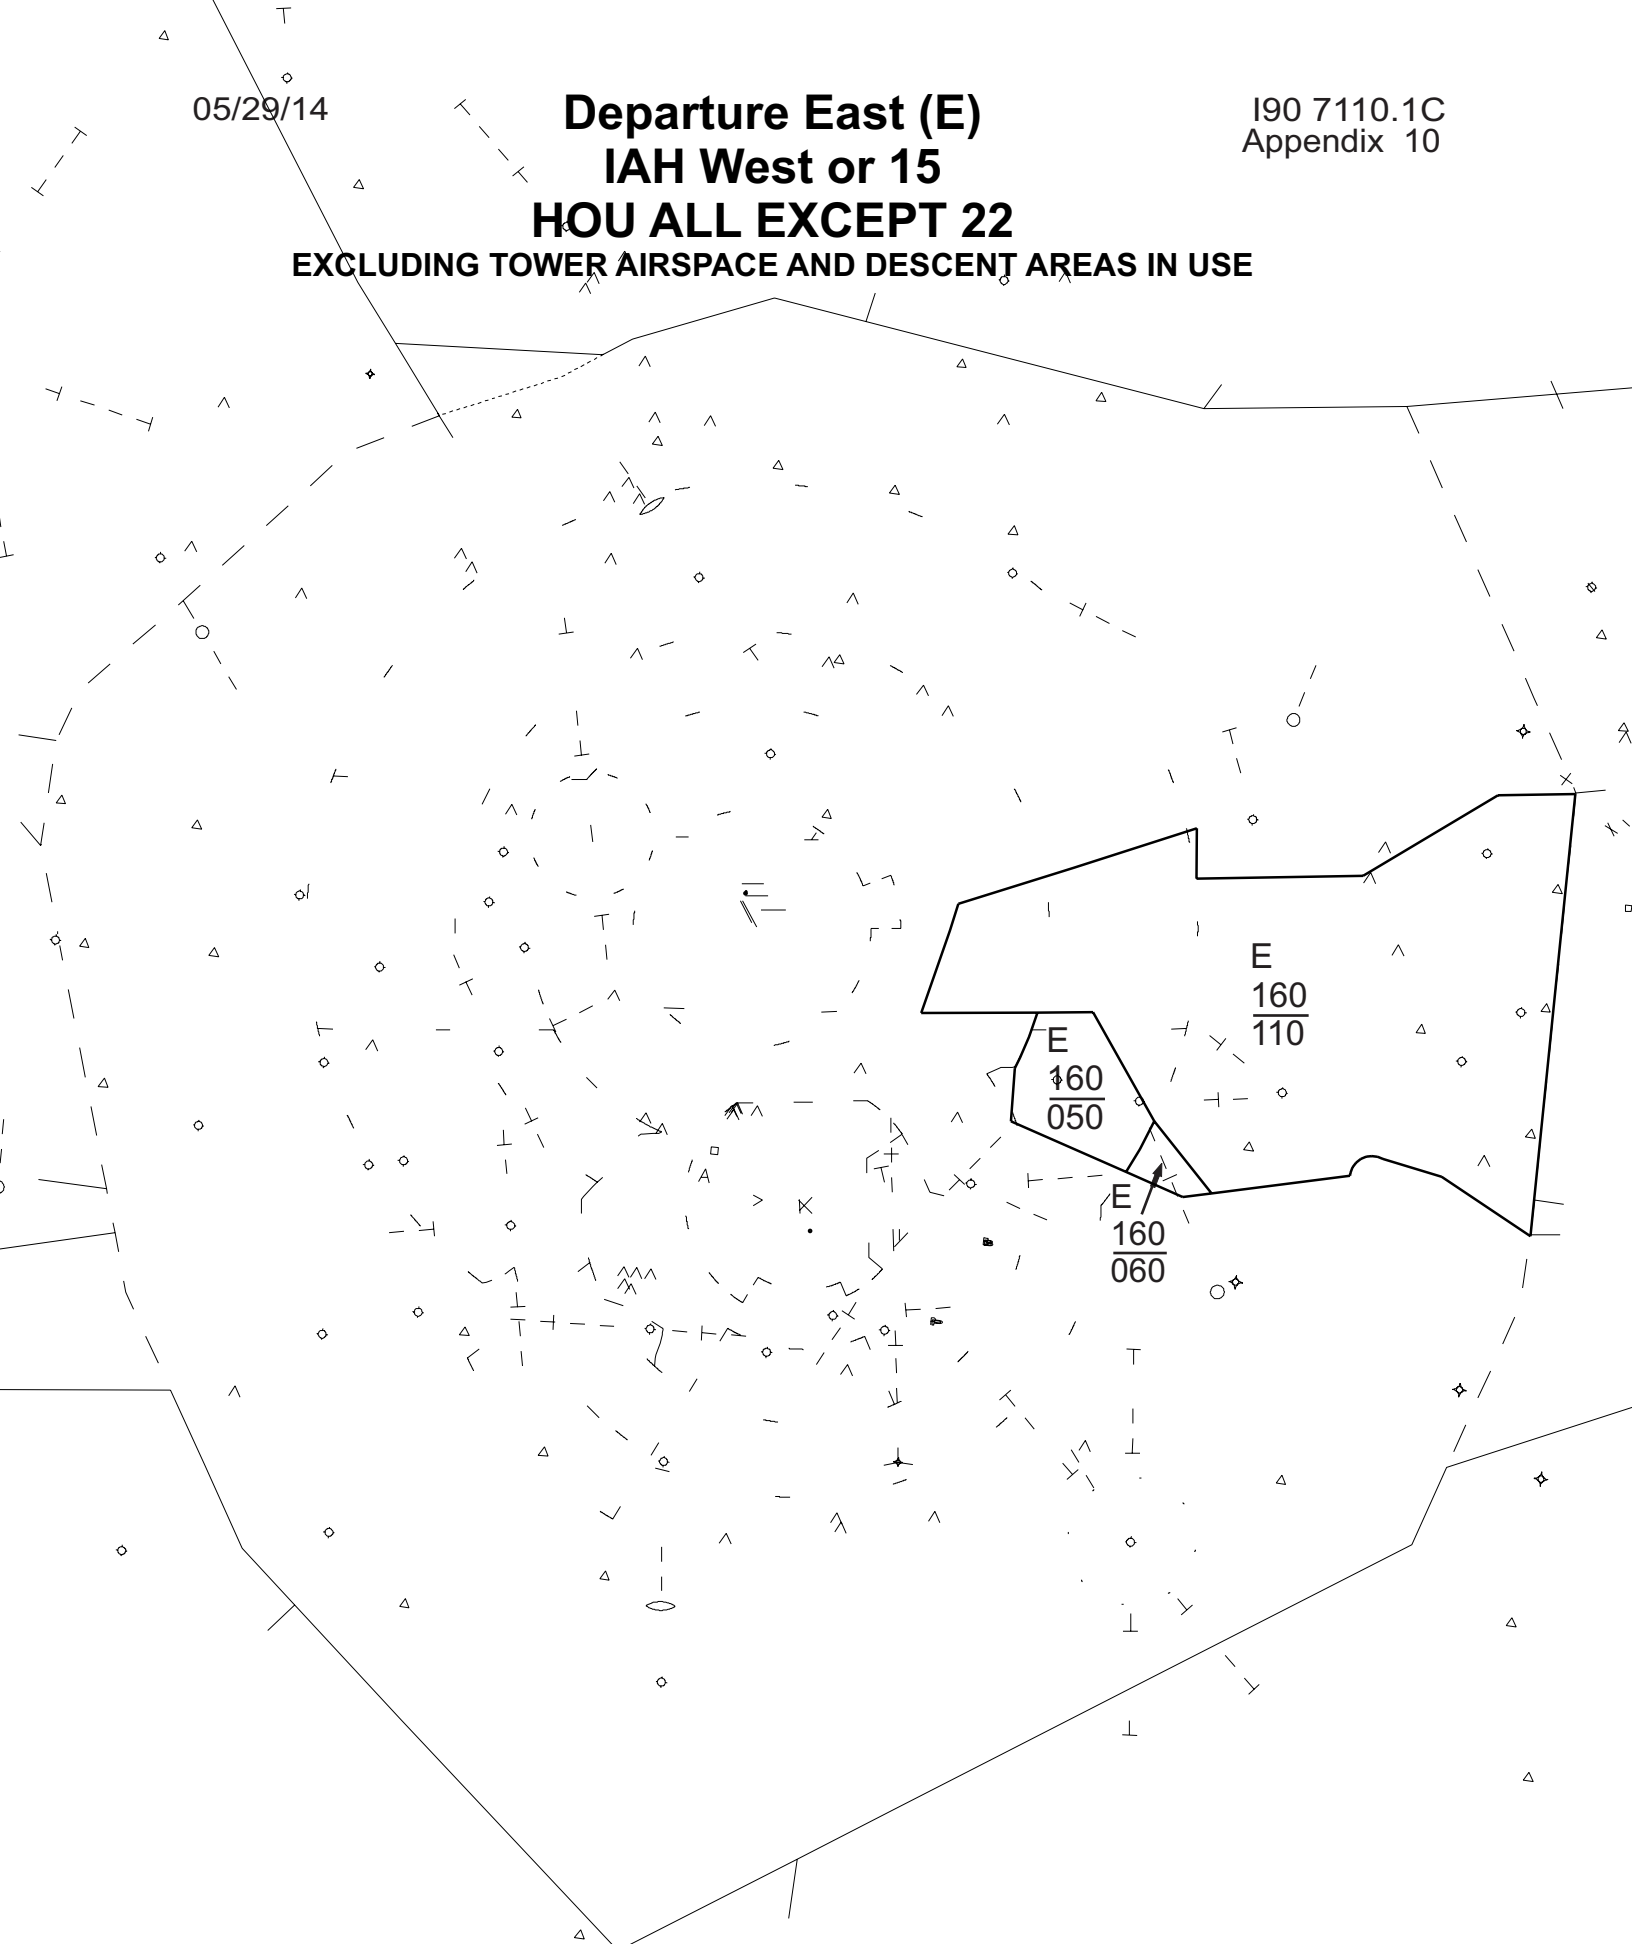 05/29/14
Departure East (E)
IAH West or 15
HOU ALL EXCEPT 22
EXCLUDING TOWER AIRSPACE AND DESCENT AREAS IN USE
I90 7110.1C
Appendix 10
E
160
110
E
160
050
E
160
060